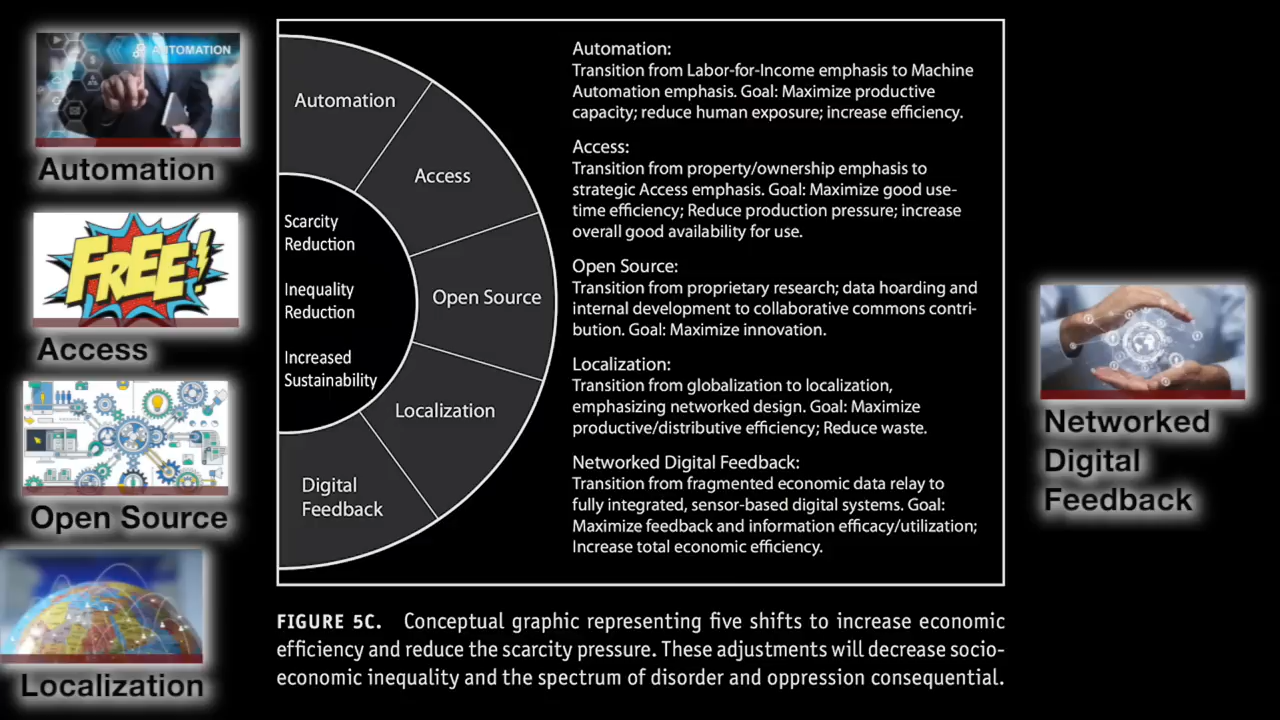 AUTOMATION
Automation
FREE!
Access
Open Source
Localization
Automation
Access
Open Source
Localization
Digital
Feedback
Scarcity
Reduction
Inequality
Reduction
Increased
Sustainability
Automation:
Transition from Labor-for-Income emphasis to Machine
Automation emphasis. Goal: Maximize productive
capacity; reduce human exposure; increase efficiency.
Access:
Transition from property/ownership emphasis to
strategic Access emphasis. Goal: Maximize good use-
time efficiency; Reduce production pressure; increase
overall good availability for use.
Open Source:
Transition from proprietary research; data hoarding and
internal development to collaborative commons contri-
bution. Goal: Maximize innovation.
Localization:
Transition from globalization to localization,
emphasizing networked design. Goal: Maximize
productive/distributive efficiency; Reduce waste.
Networked Digital Feedback:
Transition from fragmented economic data relay to
fully integrated, sensor-based digital systems. Goal:
Maximize feedback and information efficacy/utilization;
Increase total economic efficiency.
FIGURE 5C. Conceptual graphic representing five shifts to increase economic
efficiency and reduce the scarcity pressure. These adjustments will decrease socio-
economic inequality and the spectrum of disorder and oppression consequential.
Networked
Digital
Feedback